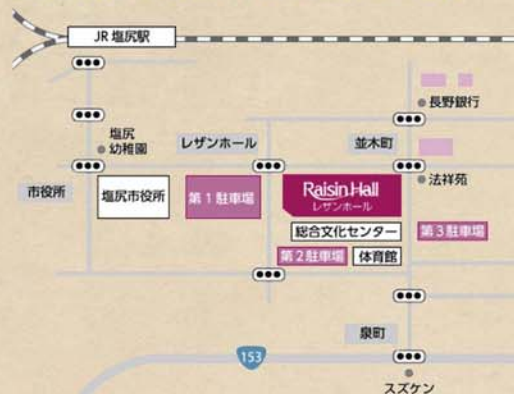 JR 塩尻駅
長野銀行
塩尻
幼稚園
レザンホール
並木町
市役所
塩尻市役所
第1駐車場
Raisin Hall
レザンホール
法祥苑
総合文化センター
第3駐車場
第2駐車場
体育館
泉町
153
スズケン